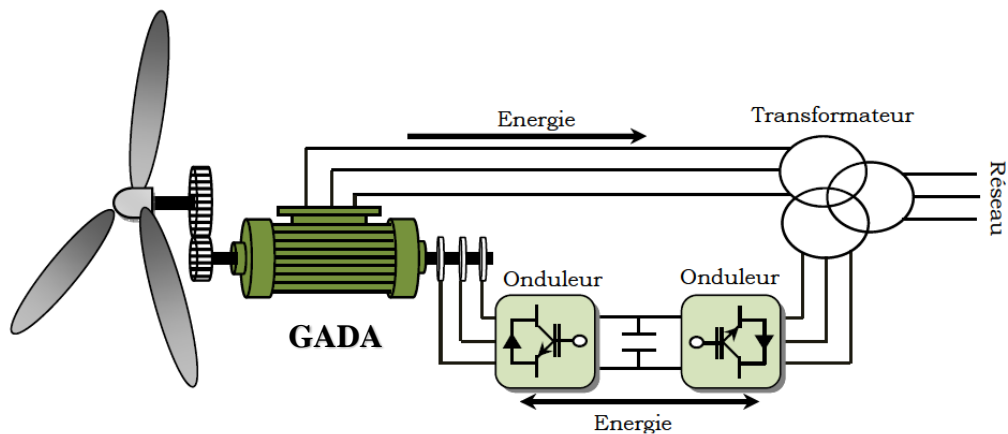 Energie
Transformateur
Réseau
Onduleur
Onduleur
GADA
Energie